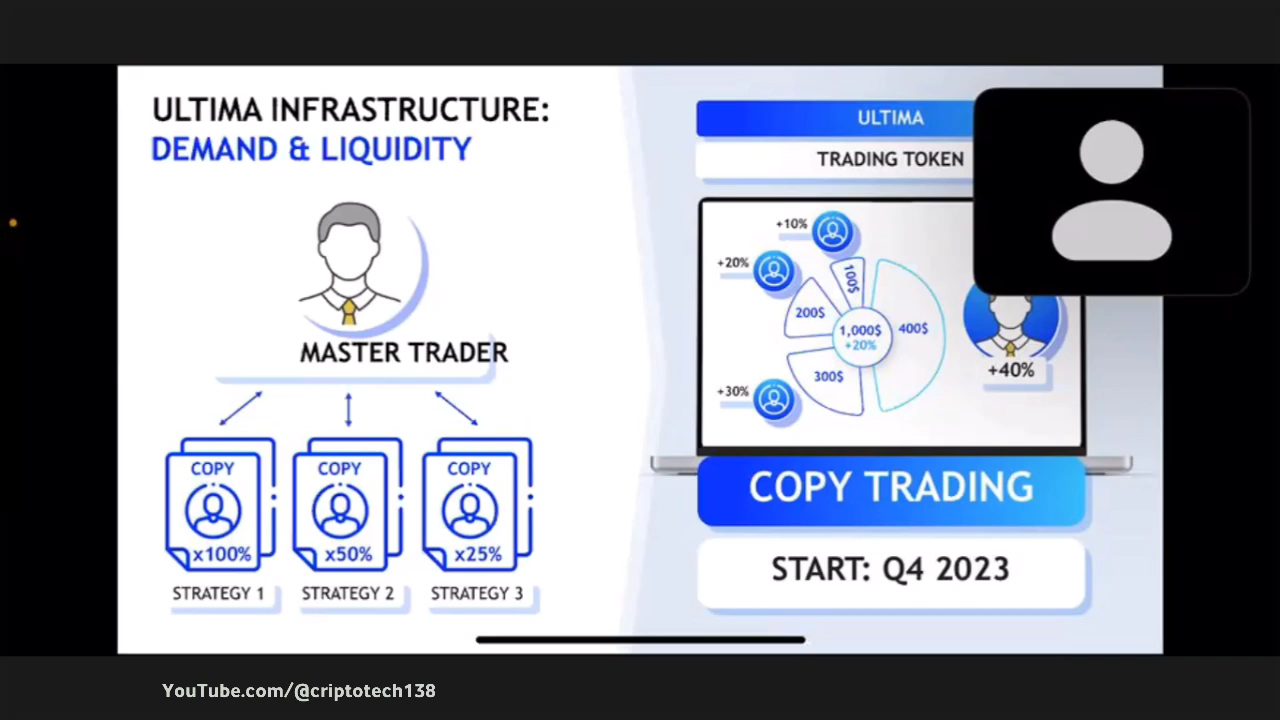 ULTIMA INFRASTRUCTURE:
DEMAND & LIQUIDITY
MASTER TRADER
COPY
x100%
STRATEGY 1
COPY
x50%
STRATEGY 2
COPY
x25%
STRATEGY 3
ULTIMA
TRADING TOKEN
+10%
+20%
+30%
100$
200$
300$
400$
1,000$
+20%
+40%
COPY TRADING
START: Q4 2023
YouTube.com/@criptotech138